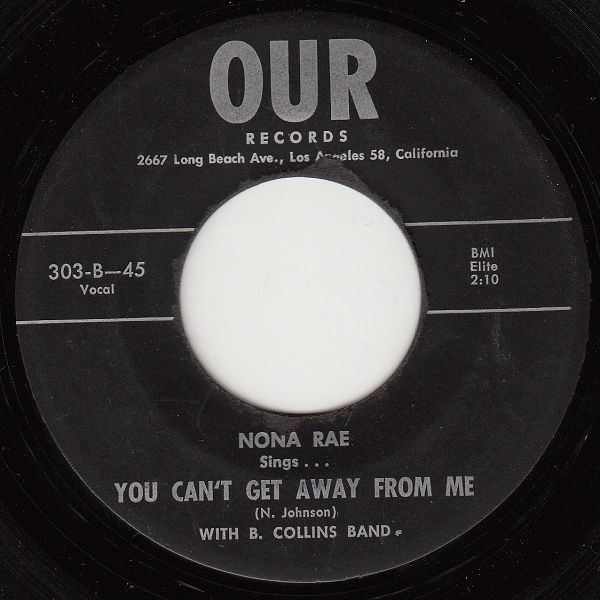 OUR
RECORDS
2667 Long Beach Ave., Los Angeles 58, California
303-B—45
Vocal
BMI
Elite
2:10
NONA RAE
Sings...
YOU CAN'T GET AWAY FROM ME
(N. Johnson)
WITH B. COLLINS BAND